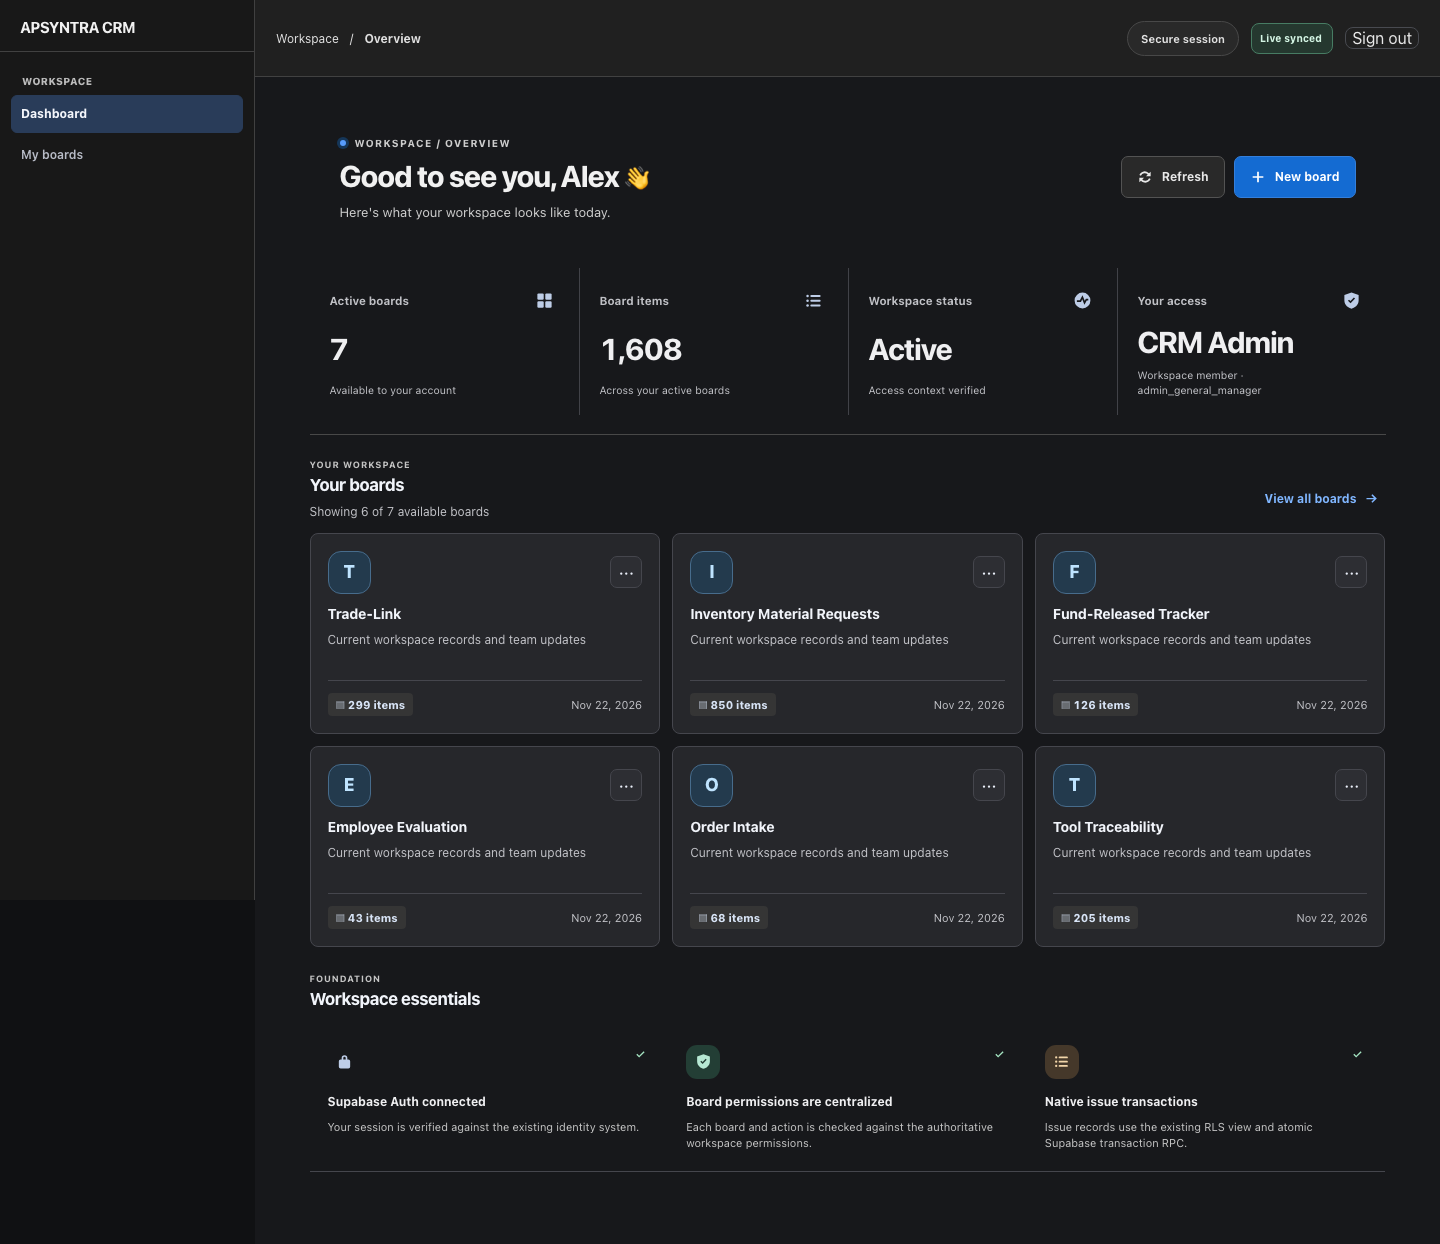 APSYNTRA CRM
WORKSPACE
Dashboard
My boards
Workspace / Overview
Secure session
Live synced
Sign out
WORKSPACE / OVERVIEW
Good to see you, Alex 👋
Here's what your workspace looks like today.
Refresh
New board
Active boards
7
Available to your account
Board items
1,608
Across your active boards
Workspace status
Active
Access context verified
Your access
CRM Admin
Workspace member ·
admin_general_manager
YOUR WORKSPACE
Your boards
Showing 6 of 7 available boards
View all boards →
T
...
Trade-Link
Current workspace records and team updates
299 items
Nov 22, 2026
I
...
Inventory Material Requests
Current workspace records and team updates
850 items
Nov 22, 2026
F
...
Fund-Released Tracker
Current workspace records and team updates
126 items
Nov 22, 2026
E
...
Employee Evaluation
Current workspace records and team updates
43 items
Nov 22, 2026
O
...
Order Intake
Current workspace records and team updates
68 items
Nov 22, 2026
T
...
Tool Traceability
Current workspace records and team updates
205 items
Nov 22, 2026
FOUNDATION
Workspace essentials
Supabase Auth connected
Your session is verified against the existing identity system.
Board permissions are centralized
Each board and action is checked against the authoritative
workspace permissions.
Native issue transactions
Issue records use the existing RLS view and atomic
Supabase transaction RPC.